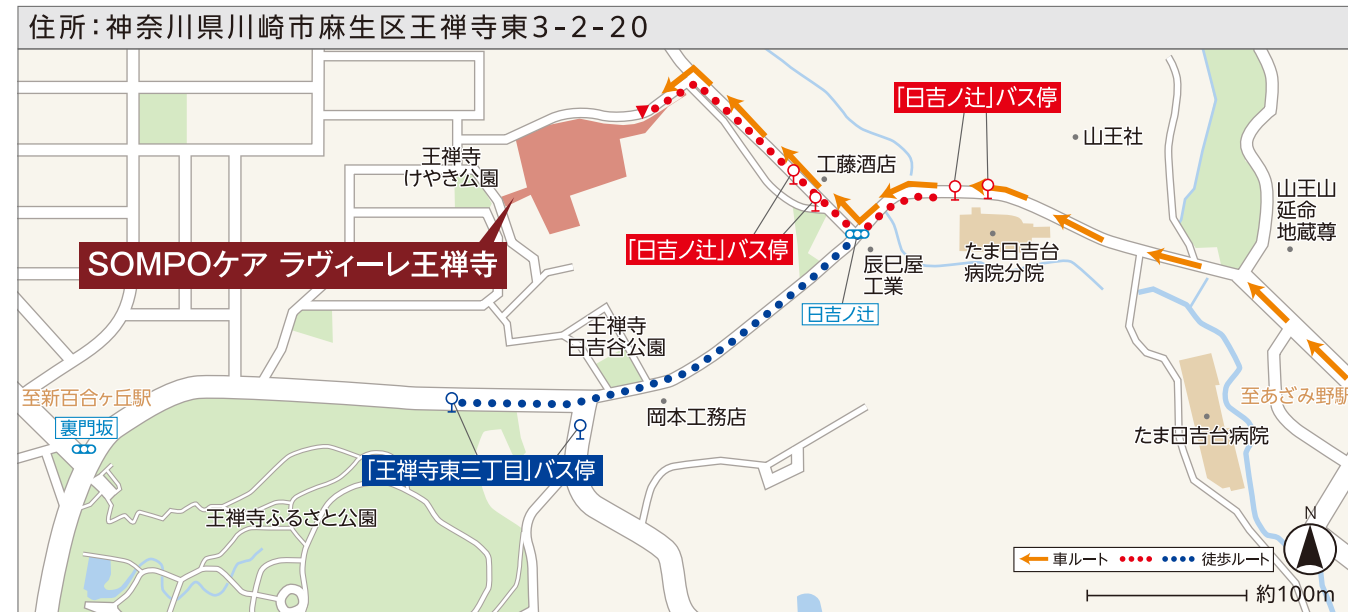 住所：神奈川県川崎市麻生区王禅寺東3-2-20
「日吉ノ辻」バス停
山王社
工藤酒店
王禅寺
けやき公園
山王山
延命
地蔵尊
「日吉ノ辻」バス停
SOMPOケア ラヴィーレ王禅寺
たま日吉台
病院分院
辰巳屋
工業
日吉ノ辻
王禅寺
日吉谷公園
至新百合ヶ丘駅
至あざみ野駅
裏門坂
岡本工務店
たま日吉台病院
「王禅寺東三丁目」バス停
王禅寺ふるさと公園
N
車ルート
徒歩ルート
約100m